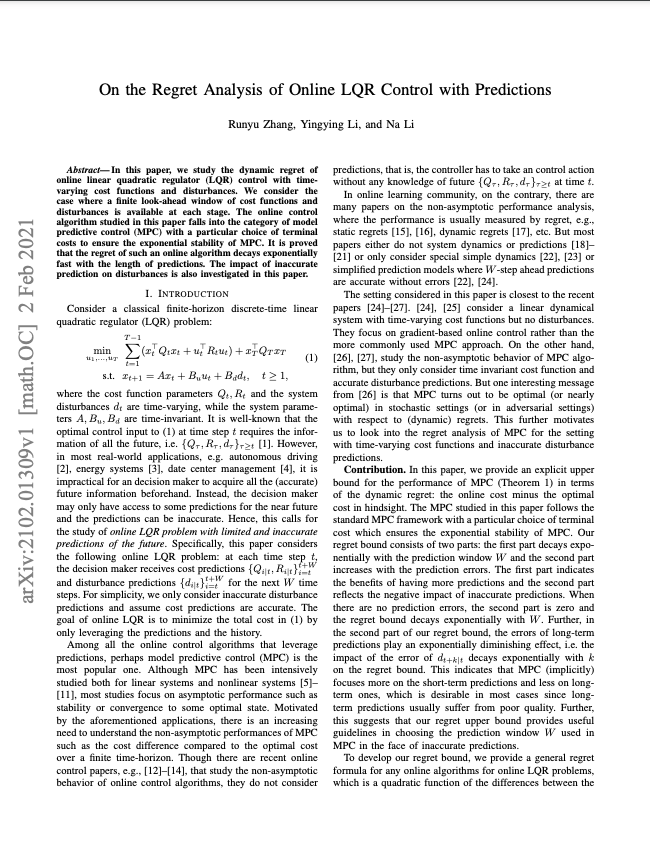 On the Regret Analysis of Online LQR Control with Predictions
Runyu Zhang, Yingying Li, and Na Li
arXiv:2102.01309v1 [math.OC] 2 Feb 2021
Abstract—In this paper, we study the dynamic regret of
online linear quadratic regulator (LQR) control with time-
varying cost functions and disturbances. We consider the
case where a finite look-ahead window of cost functions and
disturbances is available at each stage. The online control
algorithm studied in this paper falls into the category of model
predictive control (MPC) with a particular choice of terminal
costs to ensure the exponential stability of MPC. It is proved
that the regret of such an online algorithm decays exponentially
fast with the length of predictions. The impact of inaccurate
prediction on disturbances is also investigated in this paper.
I. INTRODUCTION
Consider a classical finite-horizon discrete-time linear
quadratic regulator (LQR) problem:
min_{u_1,...,u_T} \sum_{t=1}^{T-1} (x_t^⊤Q_tx_t + u_t^⊤R_tu_t) + x_T^⊤Q_Tx_T (1)
s.t. x_{t+1} = Ax_t + B_uu_t + B_dd_t, t ≥ 1,
where the cost function parameters Q_t, R_t and the system
disturbances d_t are time-varying, while the system parame-
ters A, B_u, B_d are time-invariant. It is well-known that the
optimal control input to (1) at time step t requires the infor-
mation of all the future, i.e. {Q_τ, R_τ, d_τ}_{τ≥t} [1]. However,
in most real-world applications, e.g. autonomous driving
[2], energy systems [3], date center management [4], it is
impractical for an decision maker to acquire all the (accurate)
future information beforehand. Instead, the decision maker
may only have access to some predictions for the near future
and the predictions can be inaccurate. Hence, this calls for
the study of online LQR problem with limited and inaccurate
predictions of the future. Specifically, this paper considers
the following online LQR problem: at each time step t,
the decision maker receives cost predictions {Q_{i|t}, R_{i|t}}_{i=t}^{t+W}
and disturbance predictions {d_{i|t}}_{i=t}^{t+W} for the next W time
steps. For simplicity, we only consider inaccurate disturbance
predictions and assume cost predictions are accurate. The
goal of online LQR is to minimize the total cost in (1) by
only leveraging the predictions and the history.
Among all the online control algorithms that leverage
predictions, perhaps model predictive control (MPC) is the
most popular one. Although MPC has been intensively
studied both for linear systems and nonlinear systems [5]–
[11], most studies focus on asymptotic performance such as
stability or convergence to some optimal state. Motivated
by the aforementioned applications, there is an increasing
need to understand the non-asymptotic performances of MPC
such as the cost difference compared to the optimal cost
over a finite time-horizon. Though there are recent online
control papers, e.g., [12]–[14], that study the non-asymptotic
behavior of online control algorithms, they do not consider
predictions, that is, the controller has to take an control action
without any knowledge of future {Q_τ, R_τ, d_τ}_{τ≥t} at time t.
In online learning community, on the contrary, there are
many papers on the non-asymptotic performance analysis,
where the performance is usually measured by regret, e.g.,
static regrets [15], [16], dynamic regrets [17], etc. But most
papers either do not system dynamics or predictions [18]–
[21] or only consider special simple dynamics [22], [23] or
simplified prediction models where W-step ahead predictions
are accurate without errors [22], [24].
The setting considered in this paper is closest to the recent
papers [24]–[27]. [24], [25] consider a linear dynamical
system with time-varying cost functions but no disturbances.
They focus on gradient-based online control rather than the
more commonly used MPC approach. On the other hand,
[26], [27], study the non-asymptotic behavior of MPC algo-
rithm, but they only consider time invariant cost function and
accurate disturbance predictions. But one interesting message
from [26] is that MPC turns out to be optimal (or nearly
optimal) in stochastic settings (or in adversarial settings)
with respect to (dynamic) regrets. This further motivates
us to look into the regret analysis of MPC for the setting
with time-varying cost functions and inaccurate disturbance
predictions.
Contribution. In this paper, we provide an explicit upper
bound for the performance of MPC (Theorem 1) in terms
of the dynamic regret: the online cost minus the optimal
cost in hindsight. The MPC studied in this paper follows the
standard MPC framework with a particular choice of terminal
cost which ensures the exponential stability of MPC. Our
regret bound consists of two parts: the first part decays expo-
nentially with the prediction window W and the second part
increases with the prediction errors. The first part indicates
the benefits of having more predictions and the second part
reflects the negative impact of inaccurate predictions. When
there are no prediction errors, the second part is zero and
the regret bound decays exponentially with W. Further, in
the second part of our regret bound, the errors of long-term
predictions play an exponentially diminishing effect, i.e. the
impact of the error of d_{t+k|t} decays exponentially with k
on the regret bound. This indicates that MPC (implicitly)
focuses more on the short-term predictions and less on long-
term ones, which is desirable in most cases since long-
term predictions usually suffer from poor quality. Further,
this suggests that our regret upper bound provides useful
guidelines in choosing the prediction window W used in
MPC in the face of inaccurate predictions.
To develop our regret bound, we provide a general regret
formula for any online algorithms for online LQR problems,
which is a quadratic function of the differences between the